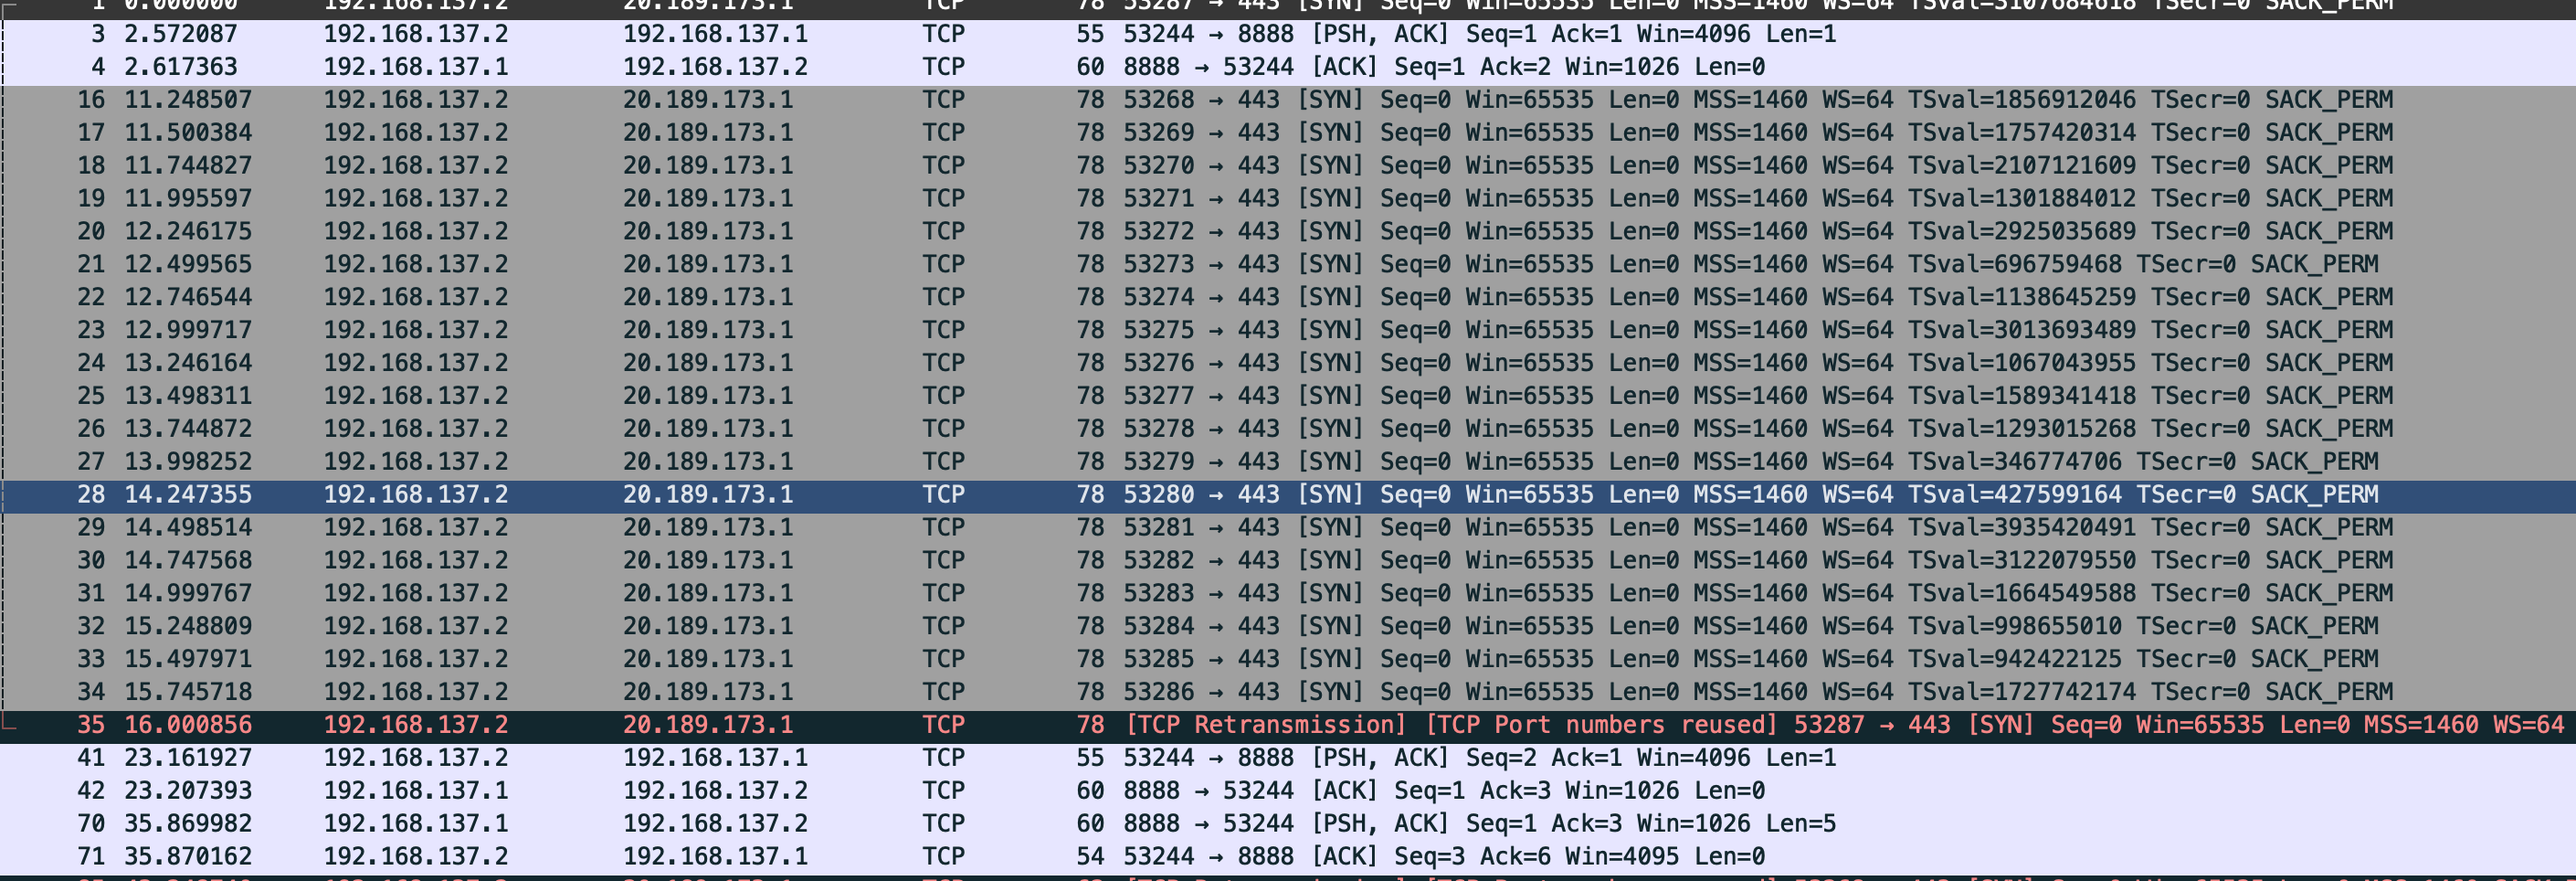 1 0.000000 192.168.137.2 20.189.173.1 TCP 78 53287 → 443 [SYN] Seq=0 Win=65535 Len=0 MSS=1460 WS=64 TSval=3107684618 TSecr=0 SACK_PERM
3 2.572087 192.168.137.2 192.168.137.1 TCP 55 53244 → 8888 [PSH, ACK] Seq=1 Ack=1 Win=4096 Len=1
4 2.617363 192.168.137.1 192.168.137.2 TCP 60 8888 → 53244 [ACK] Seq=1 Ack=2 Win=1026 Len=0
16 11.248507 192.168.137.2 20.189.173.1 TCP 78 53268 → 443 [SYN] Seq=0 Win=65535 Len=0 MSS=1460 WS=64 TSval=1856912046 TSecr=0 SACK_PERM
17 11.500384 192.168.137.2 20.189.173.1 TCP 78 53269 → 443 [SYN] Seq=0 Win=65535 Len=0 MSS=1460 WS=64 TSval=1757420314 TSecr=0 SACK_PERM
18 11.744827 192.168.137.2 20.189.173.1 TCP 78 53270 → 443 [SYN] Seq=0 Win=65535 Len=0 MSS=1460 WS=64 TSval=2107121609 TSecr=0 SACK_PERM
19 11.995597 192.168.137.2 20.189.173.1 TCP 78 53271 → 443 [SYN] Seq=0 Win=65535 Len=0 MSS=1460 WS=64 TSval=1301884012 TSecr=0 SACK_PERM
20 12.246175 192.168.137.2 20.189.173.1 TCP 78 53272 → 443 [SYN] Seq=0 Win=65535 Len=0 MSS=1460 WS=64 TSval=2925035689 TSecr=0 SACK_PERM
21 12.499565 192.168.137.2 20.189.173.1 TCP 78 53273 → 443 [SYN] Seq=0 Win=65535 Len=0 MSS=1460 WS=64 TSval=696759468 TSecr=0 SACK_PERM
22 12.746544 192.168.137.2 20.189.173.1 TCP 78 53274 → 443 [SYN] Seq=0 Win=65535 Len=0 MSS=1460 WS=64 TSval=1138645259 TSecr=0 SACK_PERM
23 12.999717 192.168.137.2 20.189.173.1 TCP 78 53275 → 443 [SYN] Seq=0 Win=65535 Len=0 MSS=1460 WS=64 TSval=3013693489 TSecr=0 SACK_PERM
24 13.246164 192.168.137.2 20.189.173.1 TCP 78 53276 → 443 [SYN] Seq=0 Win=65535 Len=0 MSS=1460 WS=64 TSval=1067043955 TSecr=0 SACK_PERM
25 13.498311 192.168.137.2 20.189.173.1 TCP 78 53277 → 443 [SYN] Seq=0 Win=65535 Len=0 MSS=1460 WS=64 TSval=1589341418 TSecr=0 SACK_PERM
26 13.744872 192.168.137.2 20.189.173.1 TCP 78 53278 → 443 [SYN] Seq=0 Win=65535 Len=0 MSS=1460 WS=64 TSval=1293015268 TSecr=0 SACK_PERM
27 13.998252 192.168.137.2 20.189.173.1 TCP 78 53279 → 443 [SYN] Seq=0 Win=65535 Len=0 MSS=1460 WS=64 TSval=346774706 TSecr=0 SACK_PERM
28 14.247355 192.168.137.2 20.189.173.1 TCP 78 53280 → 443 [SYN] Seq=0 Win=65535 Len=0 MSS=1460 WS=64 TSval=427599164 TSecr=0 SACK_PERM
29 14.498514 192.168.137.2 20.189.173.1 TCP 78 53281 → 443 [SYN] Seq=0 Win=65535 Len=0 MSS=1460 WS=64 TSval=3935420491 TSecr=0 SACK_PERM
30 14.747568 192.168.137.2 20.189.173.1 TCP 78 53282 → 443 [SYN] Seq=0 Win=65535 Len=0 MSS=1460 WS=64 TSval=3122079550 TSecr=0 SACK_PERM
31 14.999767 192.168.137.2 20.189.173.1 TCP 78 53283 → 443 [SYN] Seq=0 Win=65535 Len=0 MSS=1460 WS=64 TSval=1664549588 TSecr=0 SACK_PERM
32 15.248809 192.168.137.2 20.189.173.1 TCP 78 53284 → 443 [SYN] Seq=0 Win=65535 Len=0 MSS=1460 WS=64 TSval=998655010 TSecr=0 SACK_PERM
33 15.497971 192.168.137.2 20.189.173.1 TCP 78 53285 → 443 [SYN] Seq=0 Win=65535 Len=0 MSS=1460 WS=64 TSval=942422125 TSecr=0 SACK_PERM
34 15.745718 192.168.137.2 20.189.173.1 TCP 78 53286 → 443 [SYN] Seq=0 Win=65535 Len=0 MSS=1460 WS=64 TSval=1727742174 TSecr=0 SACK_PERM
35 16.000856 192.168.137.2 20.189.173.1 TCP 78 [TCP Retransmission] [TCP Port numbers reused] 53287 → 443 [SYN] Seq=0 Win=65535 Len=0 MSS=1460 WS=64
41 23.161927 192.168.137.2 192.168.137.1 TCP 55 53244 → 8888 [PSH, ACK] Seq=2 Ack=1 Win=4096 Len=1
42 23.207393 192.168.137.1 192.168.137.2 TCP 60 8888 → 53244 [ACK] Seq=1 Ack=3 Win=1026 Len=0
70 35.869982 192.168.137.1 192.168.137.2 TCP 60 8888 → 53244 [PSH, ACK] Seq=1 Ack=3 Win=1026 Len=5
71 35.870162 192.168.137.2 192.168.137.1 TCP 54 53244 → 8888 [ACK] Seq=3 Ack=6 Win=4095 Len=0